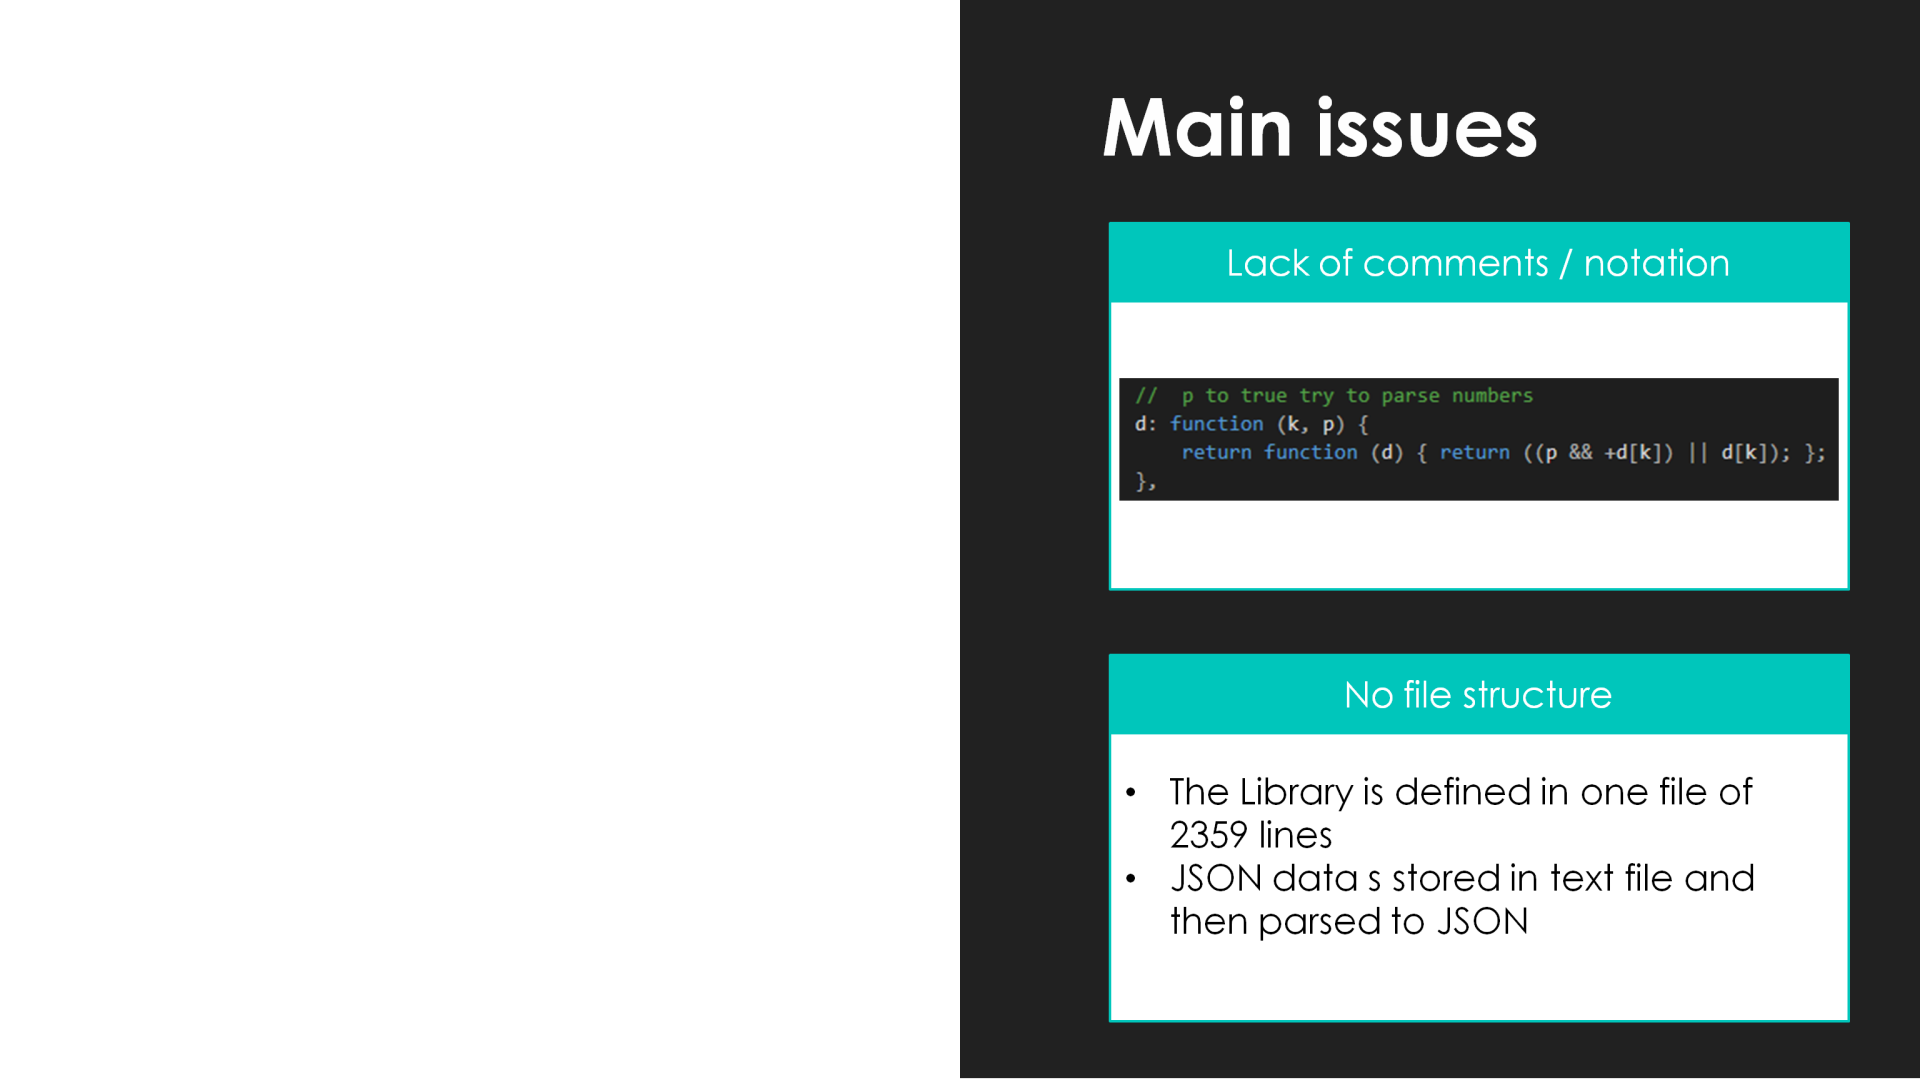 Main issues
Lack of comments / notation
//  p to true try to parse numbers
d: function (k, p) {
    return function (d) { return ((p && +d[k]) || d[k]); };
},
No file structure
• The Library is defined in one file of
2359 lines
• JSON data s stored in text file and
then parsed to JSON